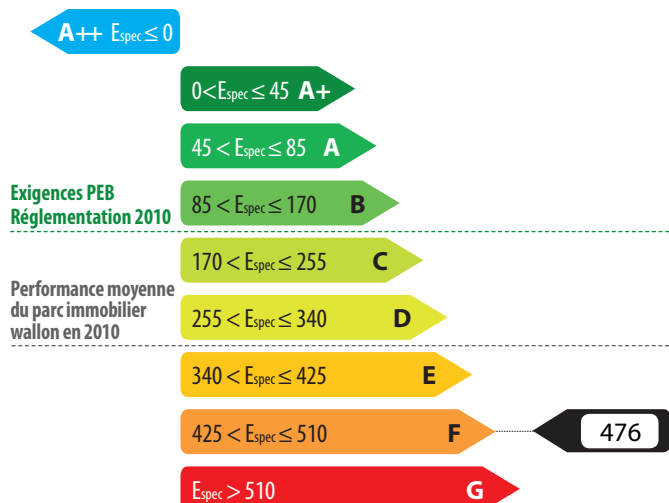 A++ Espec ≤ 0
0<Espec ≤ 45 A+
45 < Espec ≤ 85 A
Exigences PEB
Réglementation 2010
85 < Espec ≤ 170 B
170 < Espec ≤ 255 C
Performance moyenne
du parc immobilier
wallon en 2010
255 < Espec ≤ 340 D
340 < Espec ≤ 425 E
425 < Espec ≤ 510 F
476
Espec > 510 G